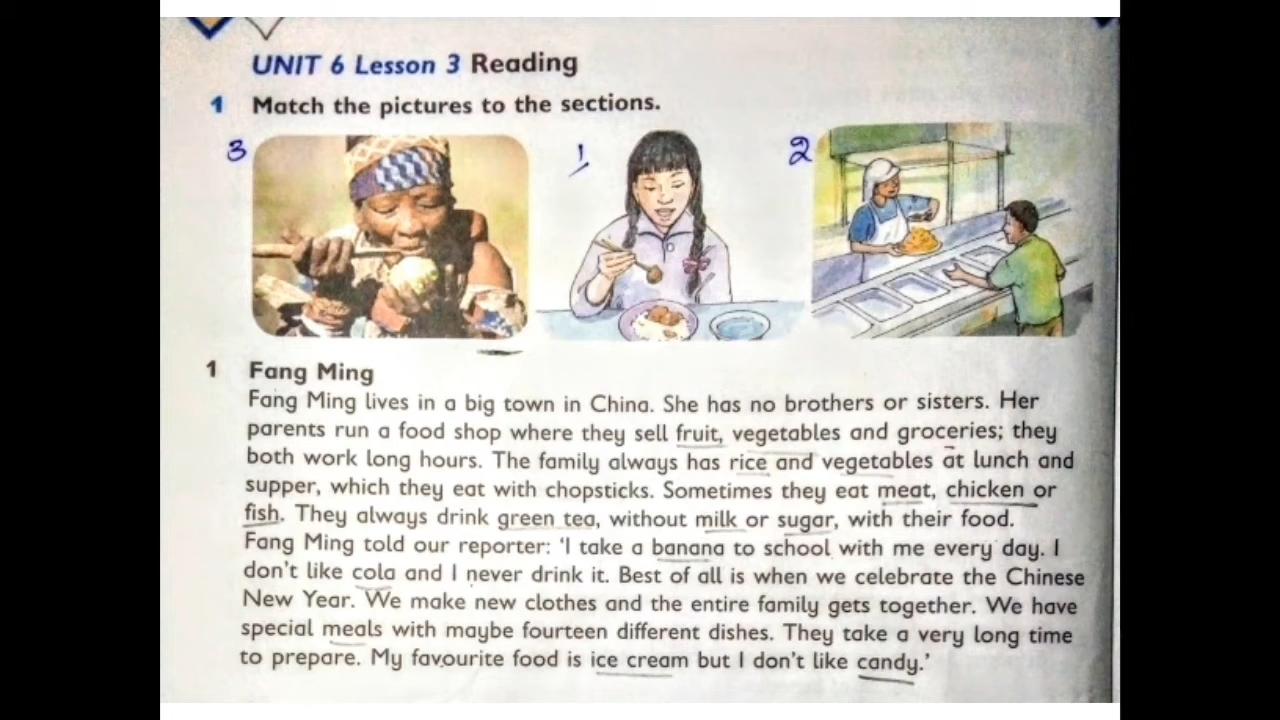 UNIT 6 Lesson 3 Reading
1 Match the pictures to the sections.
3 1 2
1 Fang Ming
Fang Ming lives in a big town in China. She has no brothers or sisters. Her
parents run a food shop where they sell fruit, vegetables and groceries; they
both work long hours. The family always has rice and vegetables at lunch and
supper, which they eat with chopsticks. Sometimes they eat meat, chicken or
fish. They always drink green tea, without milk or sugar, with their food.
Fang Ming told our reporter: ‘I take a banana to school with me every day. I
don't like cola and I never drink it. Best of all is when we celebrate the Chinese
New Year. We make new clothes and the entire family gets together. We have
special meals with maybe fourteen different dishes. They take a very long time
to prepare. My favourite food is ice cream but I don't like candy.’